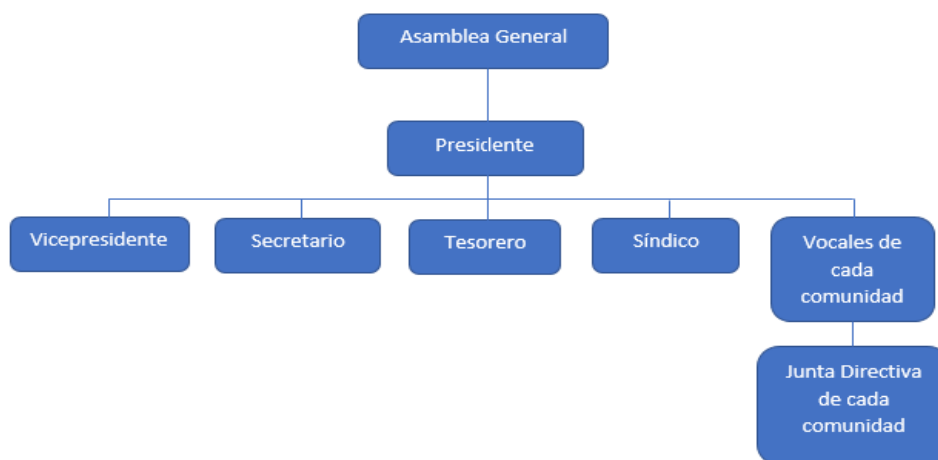 Asamblea General
Presidente
Vicepresidente
Secretario
Tesorero
Síndico
Vocales de
cada
comunidad
Junta Directiva
de cada
comunidad